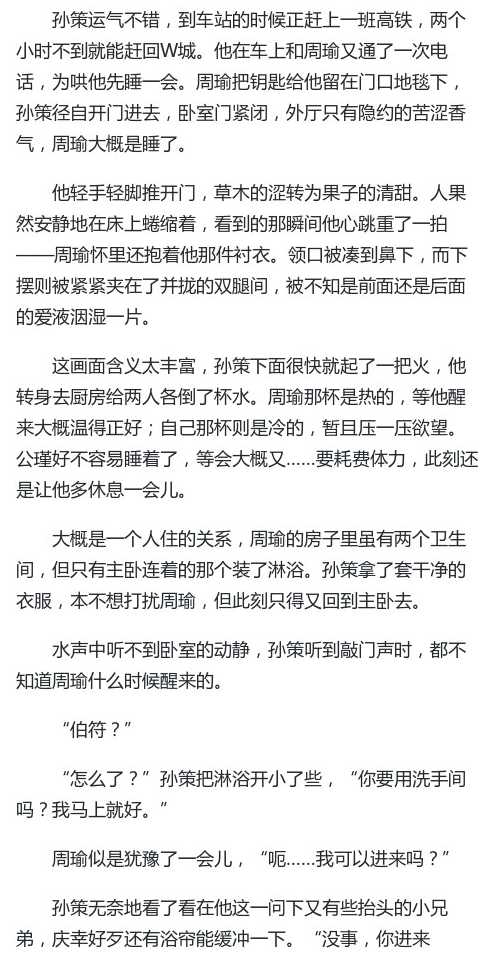 孙策运气不错，到车站的时候正赶上一班高铁，两个
小时不到就能赶回W城。他在车上和周瑜又通了一次电
话，为哄他先睡一会。周瑜把钥匙给他留在门口地毯下，
孙策径自开门进去，卧室门紧闭，外厅只有隐约的苦涩香
气，周瑜大概是睡了。
他轻手轻脚推开门，草木的涩转为果子的清甜。人果
然安静地在床上蜷缩着，看到的那瞬间他心跳重了一拍
——周瑜怀里还抱着他那件衬衣。领口被凑到鼻下，而下
摆则被紧紧夹在了并拢的双腿间，被不知是前面还是后面
的爱液洇湿一片。
这画面含义太丰富，孙策下面很快就起了一把火，他
转身去厨房给两人各倒了杯水。周瑜那杯是热的，等他醒
来大概温得正好；自己那杯则是冷的，暂且压一压欲望。
公瑾好不容易睡着了，等会大概又……要耗费体力，此刻还
是让他多休息一会儿。
大概是一个人住的关系，周瑜的房子里虽有两个卫生
间，但只有主卧连着的那个装了淋浴。孙策拿了套干净的
衣服，本不想打扰周瑜，但此刻只得又回到主卧去。
水声中听不到卧室的动静，孙策听到敲门声时，都不
知道周瑜什么时候醒来的。
“伯符？”
“怎么了？”孙策把淋浴开小了些，“你要用洗手间
吗？我马上就好。”
周瑜似是犹豫了一会儿，“呃……我可以进来吗？”
孙策无奈地看了看在他这一问下又有些抬头的小兄
弟，庆幸好歹还有浴帘能缓冲一下。“没事，你进来